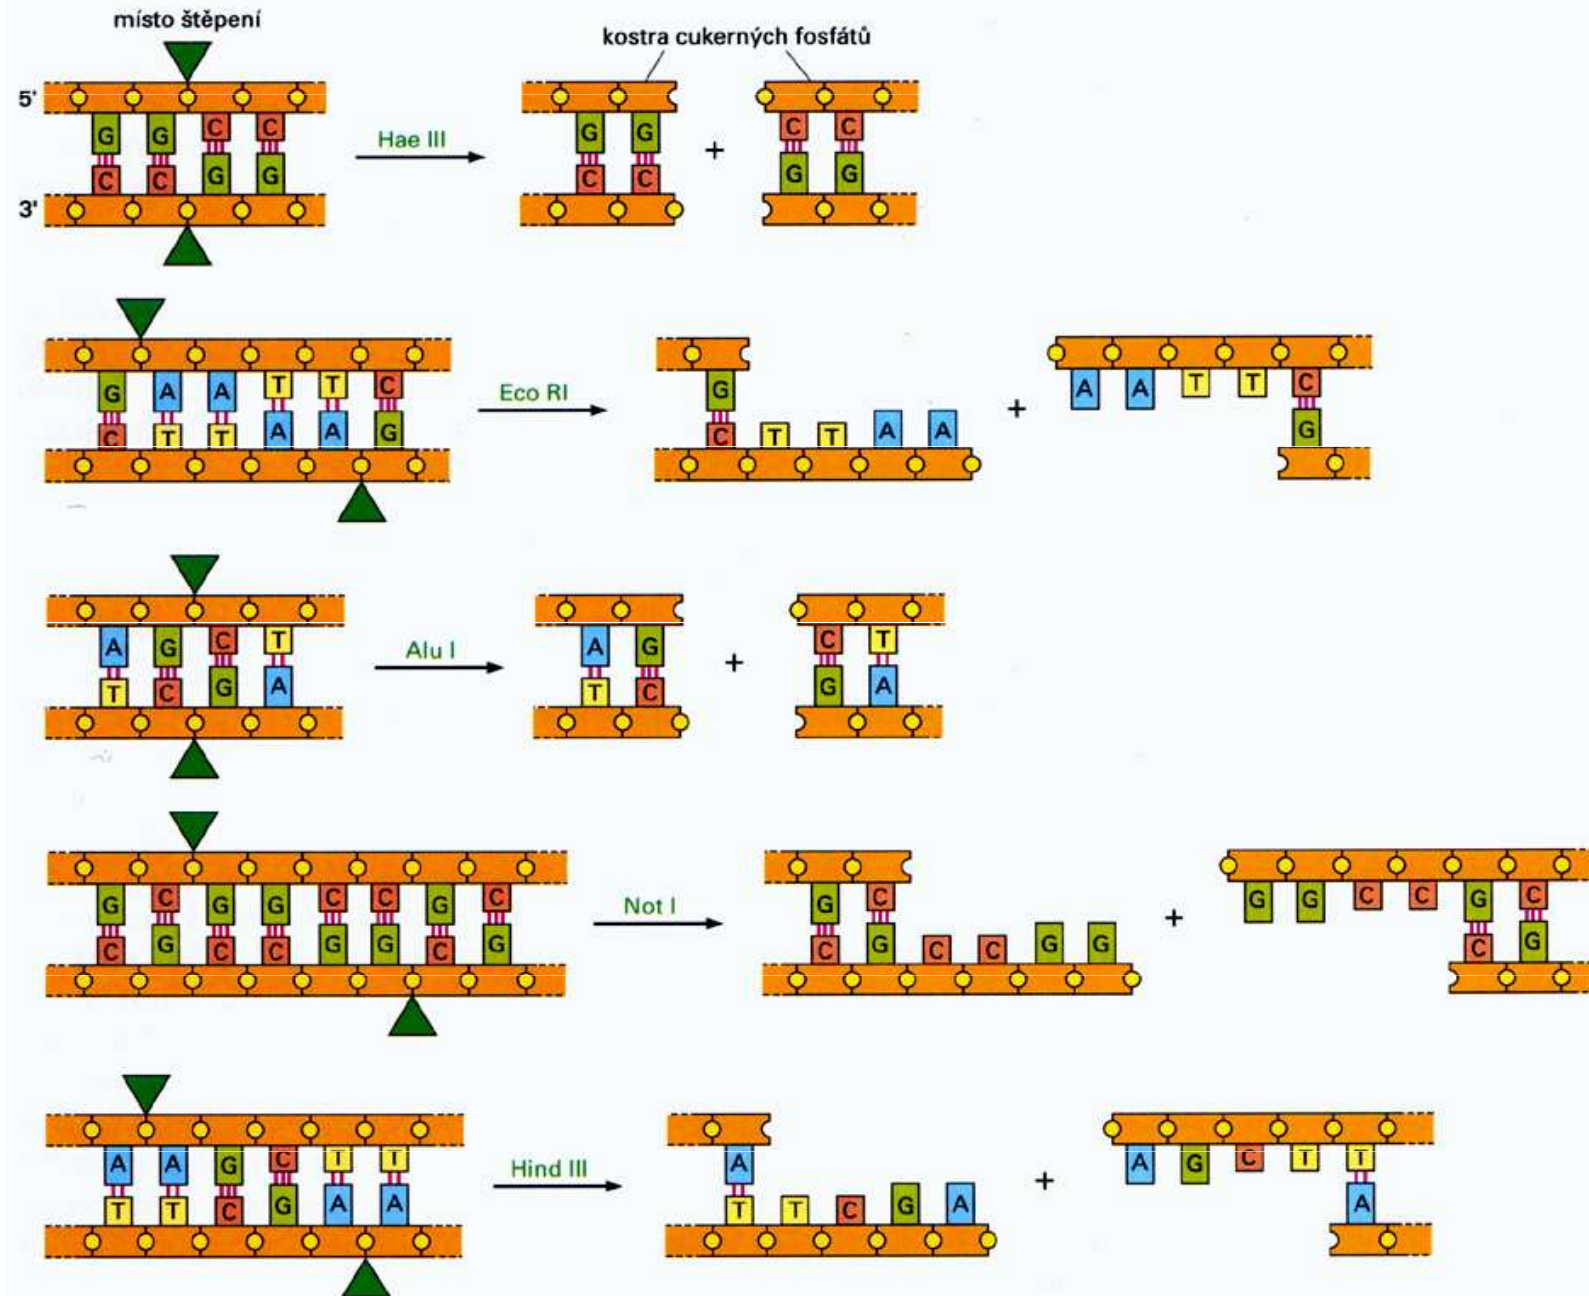 místo štěpení
kostra cukerných fosfátů
5'
G G C C
Hae III
G G
+
C C
C C G G
C C
G G
3'
G A A T T C
Eco RI
G
+
A A T T C
C T T A A G
C T T A A
G
A G C T
Alu I
A G
+
C T
T C G A
T C
G A
G C G G C C G C
Not I
G C
+
G G C C G C
C G C C G G C G
C G C C G G
C G
A A G C T T
Hind III
A
+
A G C T T
T T C G A A
T T C G A
A